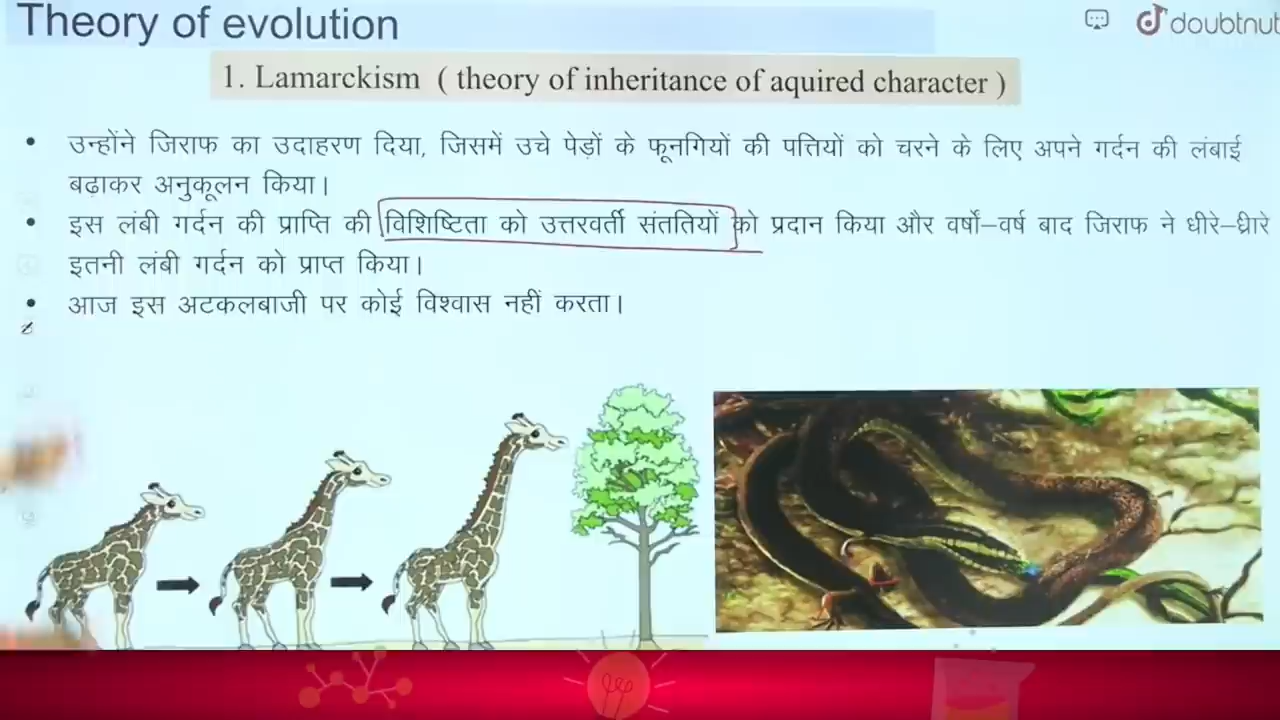 Theory of evolution
doubtnut
1. Lamarckism ( theory of inheritance of aquired character )
• उन्होंने जिराफ का उदाहरण दिया, जिसमें उचे पेड़ों के फूनगियों की पत्तियों को चरने के लिए अपने गर्दन की लंबाई
बढ़ाकर अनुकूलन किया।
• इस लंबी गर्दन की प्राप्ति की विशिष्टिता को उत्तरवर्ती संततियों को प्रदान किया और वर्षों–वर्ष बाद जिराफ ने धीरे–धीारे
इतनी लंबी गर्दन को प्राप्त किया।
• आज इस अटकलबाजी पर कोई विश्वास नहीं करता।